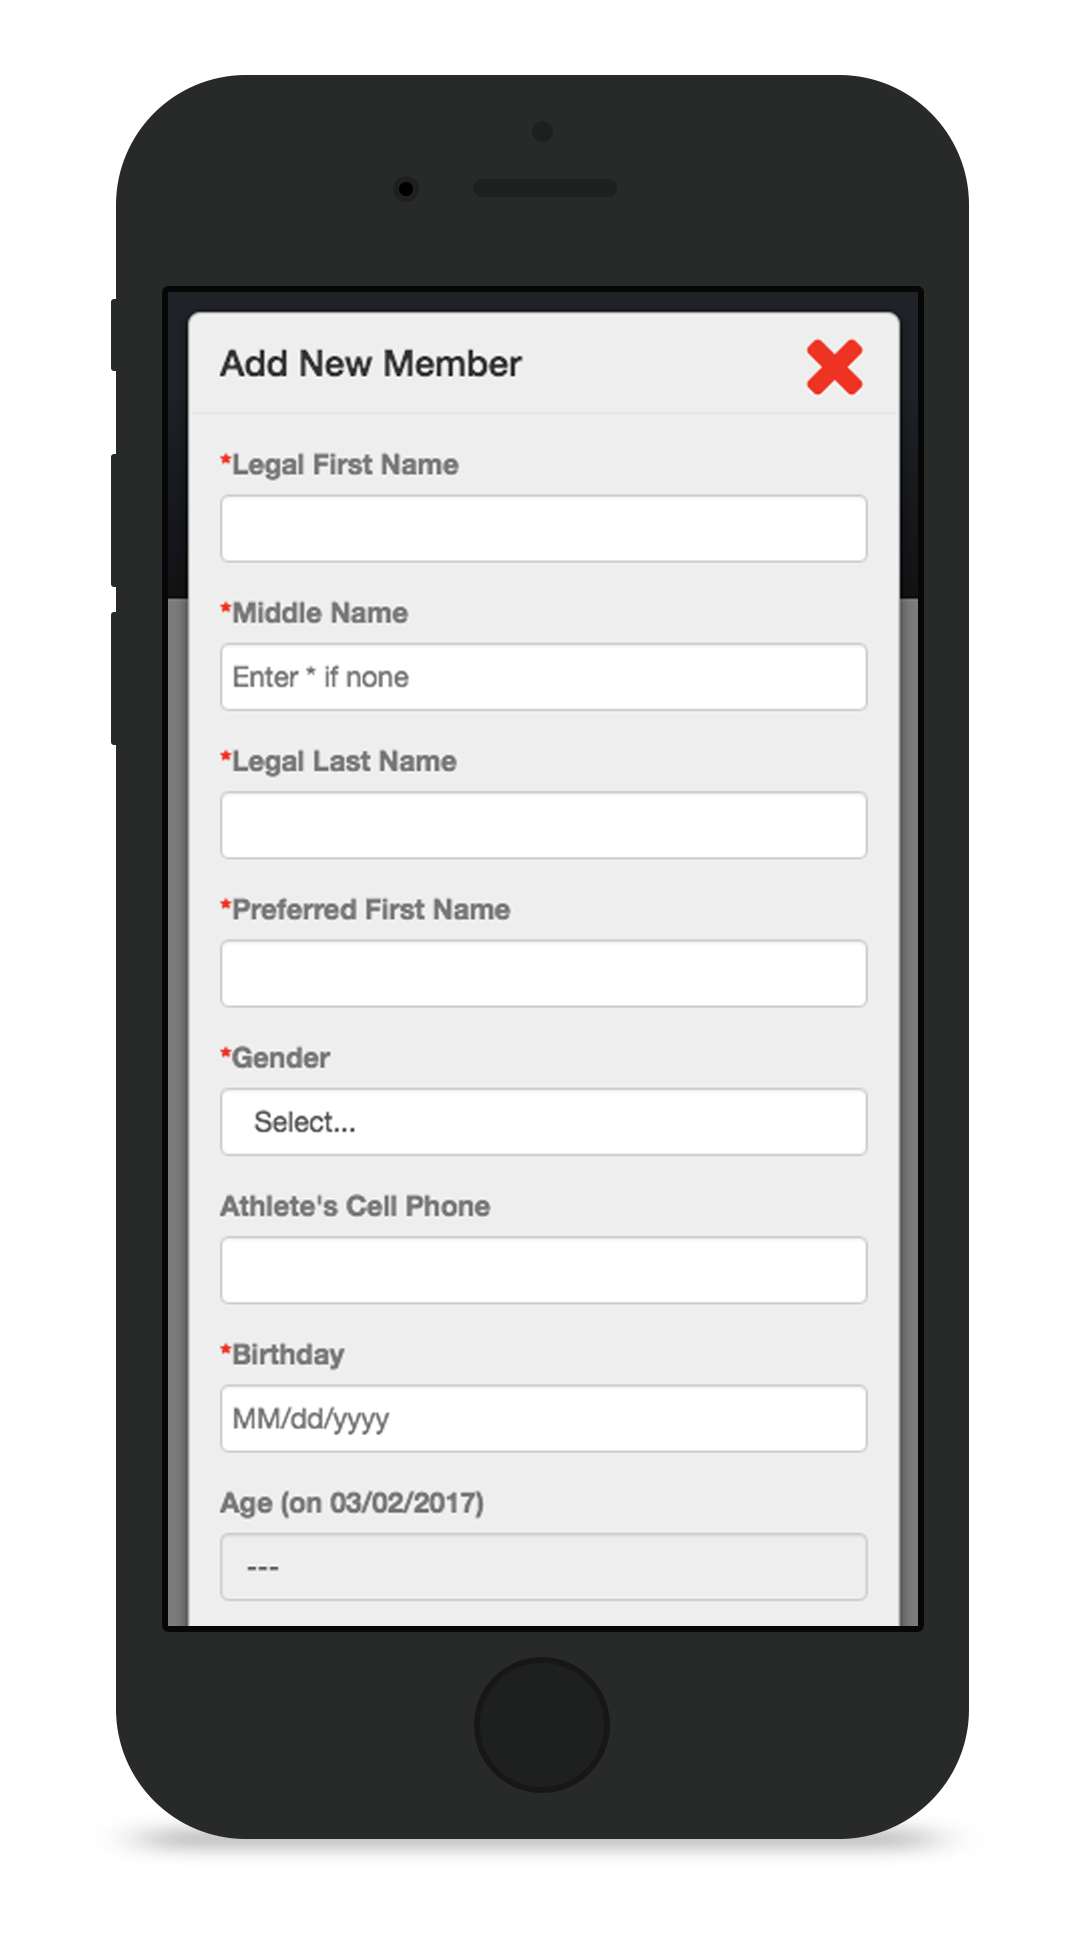 Add New Member
*Legal First Name
*Middle Name
Enter * if none
*Legal Last Name
*Preferred First Name
*Gender
Select...
Athlete's Cell Phone
*Birthday
MM/dd/yyyy
Age (on 03/02/2017)
---